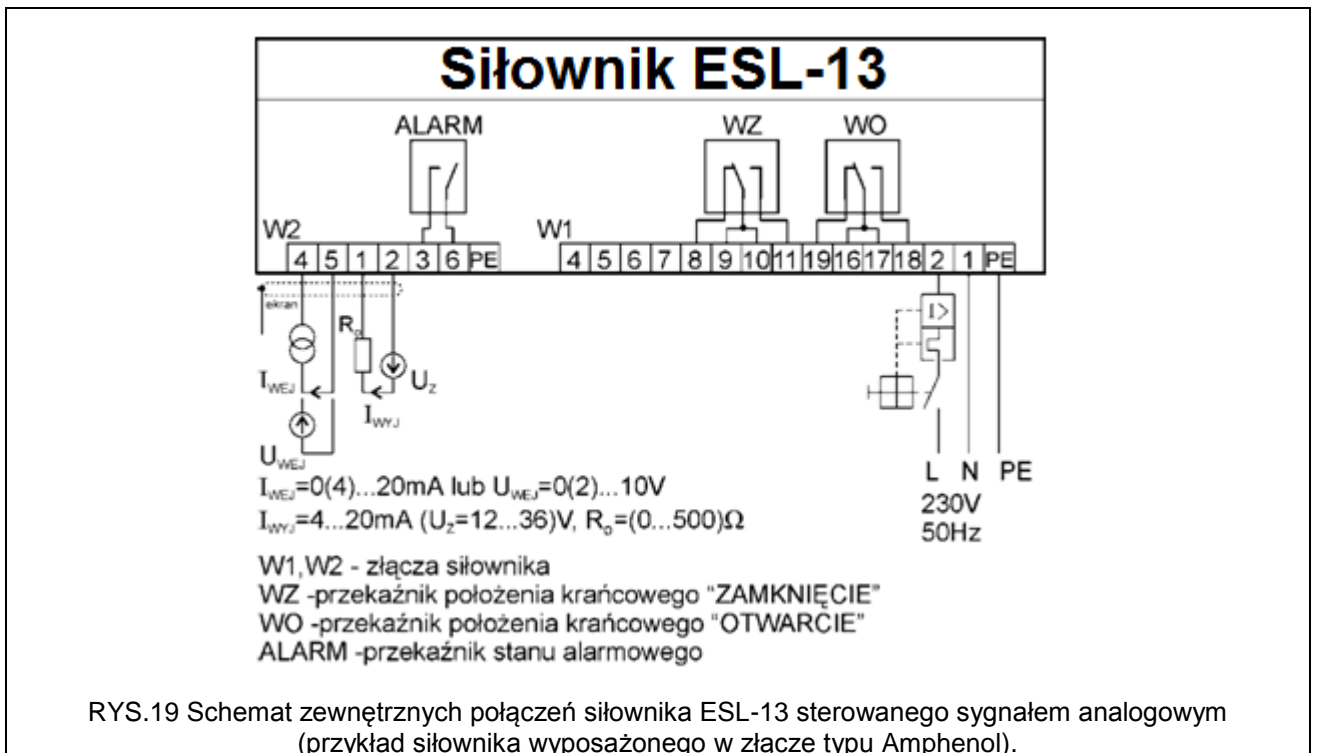 Siłownik ESL-13
ALARM WZ WO
W2 W1
4 5 1 2 3 6 PE 4 5 6 7 8 9 10 11 19 16 17 18 2 1 PE
ekran
I>
Ro
IWEJ
UZ
IWYJ
UWEJ
L N PE
230V
50Hz
IWEJ=0(4)...20mA lub UWEJ=0(2)...10V
IWYJ=4...20mA (UZ=12...36)V, Ro=(0...500)Ω
W1,W2 - złącza siłownika
WZ -przekaźnik położenia krańcowego "ZAMKNIĘCIE"
WO -przekaźnik położenia krańcowego "OTWARCIE"
ALARM -przekaźnik stanu alarmowego
RYS.19 Schemat zewnętrznych połączeń siłownika ESL-13 sterowanego sygnałem analogowym
(przykład siłownika wyposażonego w złącze typu Amphenol).